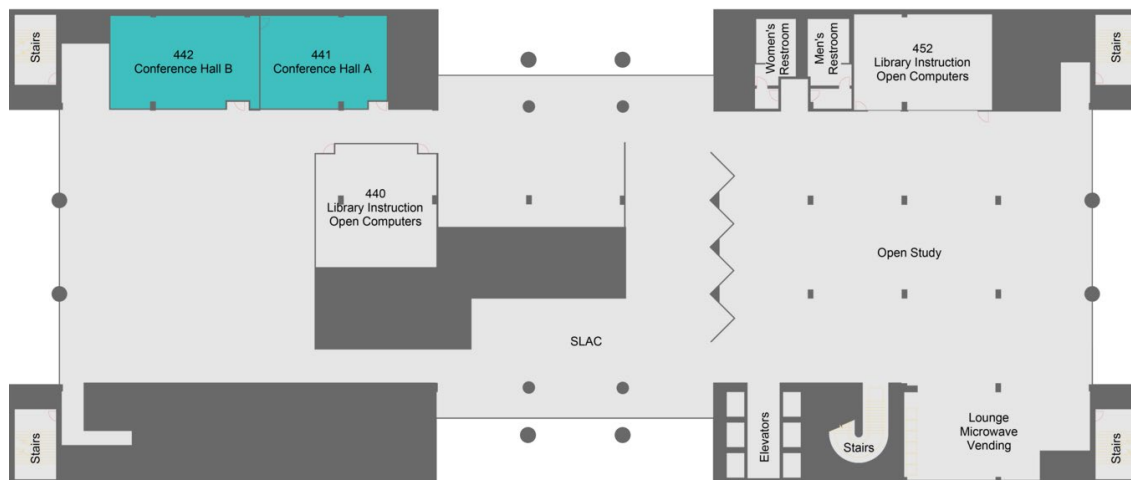 Stairs
442
Conference Hall B
441
Conference Hall A
Women's
Restroom
Men's
Restroom
452
Library Instruction
Open Computers
Stairs
440
Library Instruction
Open Computers
Open Study
SLAC
Stairs
Elevators
Stairs
Lounge
Microwave
Vending
Stairs